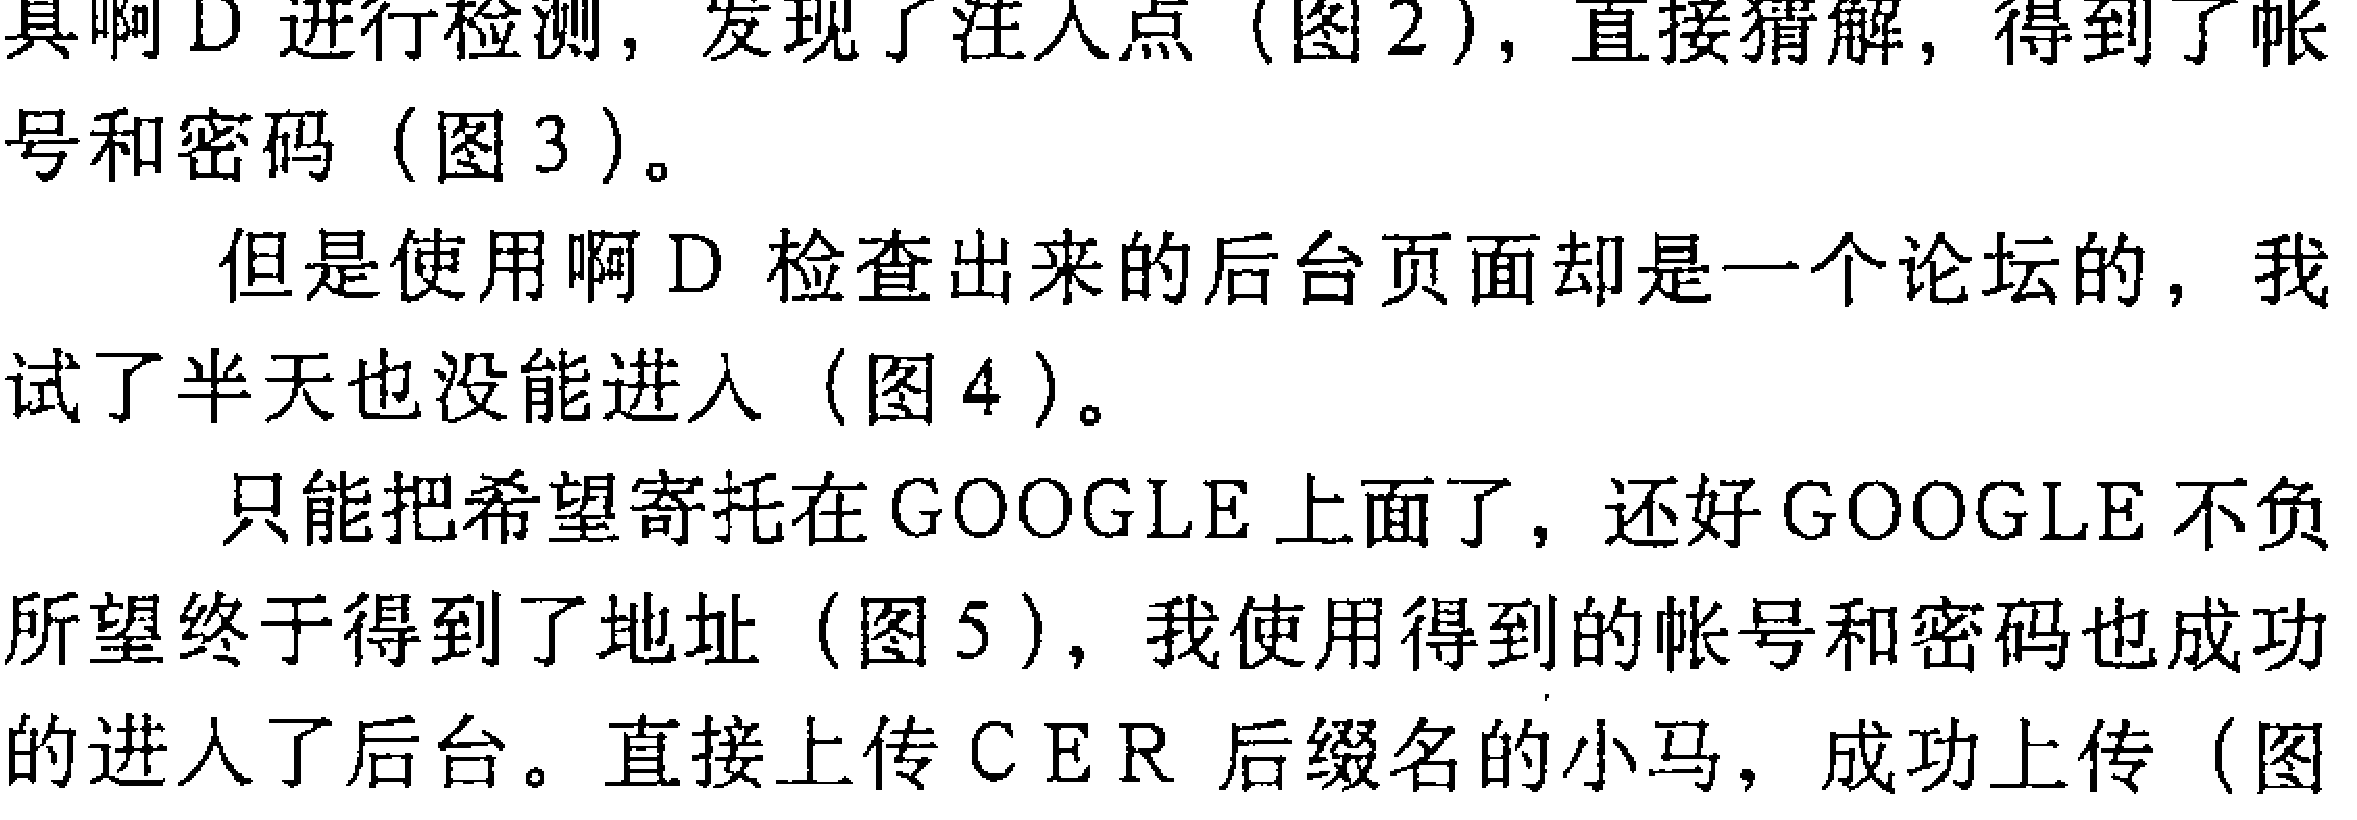 具啊D 进行检测，发现了注入点（图2），直接猜解，得到了帐
号和密码（图3）。
但是使用啊D 检查出来的后台页面却是一个论坛的，我
试了半天也没能进入（图4）。
只能把希望寄托在GOOGLE上面了，还好GOOGLE不负
所望终于得到了地址（图5），我使用得到的帐号和密码也成功
的进入了后台。直接上传CER 后缀名的小马，成功上传（图